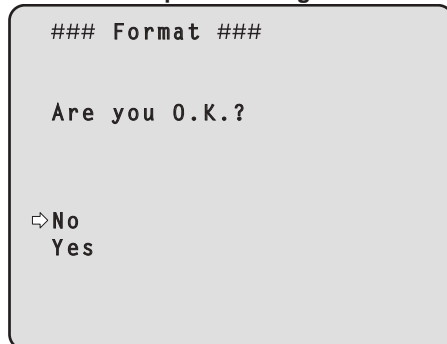 ### Format ###
Are you O.K.?
⇨No
Yes